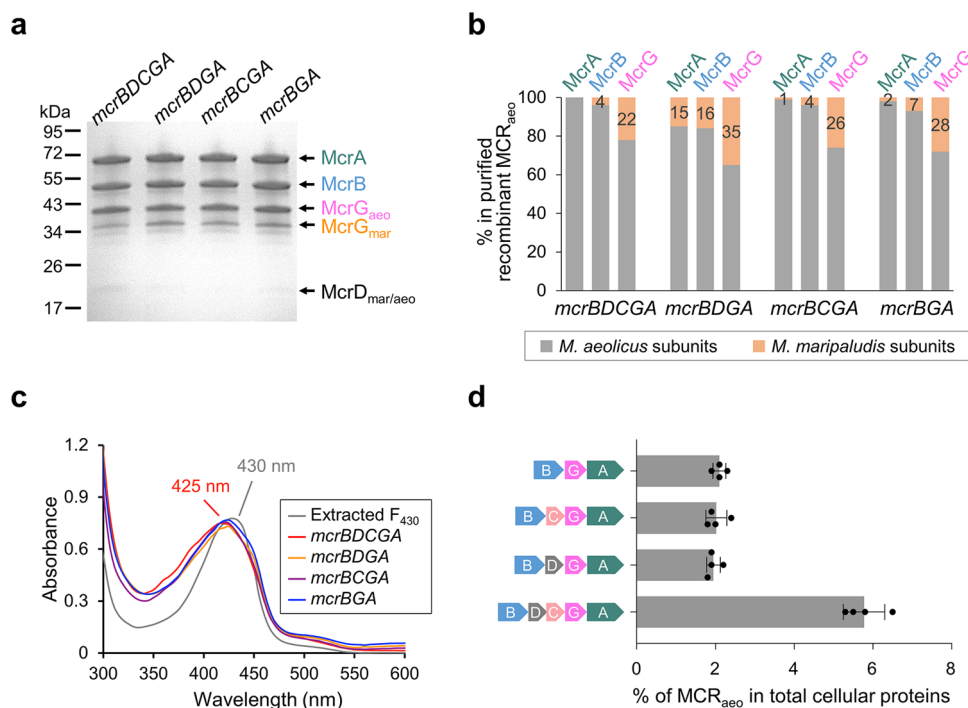 a
mcrBDCGA
mcrBDGA
mcrBCGA
mcrBGA
kDa
95
72
55
43
34
26
17
McrA
McrB
McrGaeo
McrGmar
McrDmar/aeo
b
McrA McrB McrG McrA McrB McrG McrA McrB McrG McrA McrB McrG
% in purified
recombinant MCRaeo
100
80
60
40
20
0
4 22 15 16 35 1 4 26 2 7 28
mcrBDCGA mcrBDGA mcrBCGA mcrBGA
M. aeolicus subunits M. maripaludis subunits
c
Absorbance
1.2
0.9
0.6
0.3
0
430 nm
425 nm
Extracted F430
mcrBDCGA
mcrBDGA
mcrBCGA
mcrBGA
300 350 400 450 500 550 600
Wavelength (nm)
d
B G A
B C G A
B D G A
B D C G A
0 2 4 6 8
% of MCRaeo in total cellular proteins